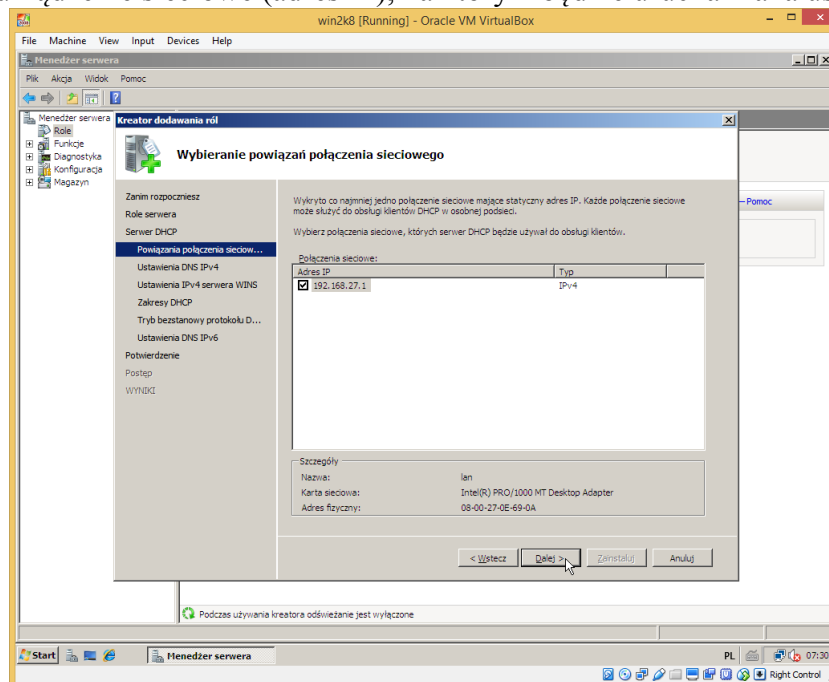 win2k8 [Running] - Oracle VM VirtualBox
File Machine View Input Devices Help
Menedżer serwera
Plik Akcja Widok Pomoc
Menedżer serwera
Role
Funkcje
Diagnostyka
Konfiguracja
Magazyn
Kreator dodawania ról
Wybieranie powiązań połączenia sieciowego
Zanim rozpoczniesz
Role serwera
Serwer DHCP
Powiązania połączenia sieciow...
Ustawienia DNS IPv4
Ustawienia IPv4 serwera WINS
Zakresy DHCP
Tryb bezstanowy protokołu D...
Ustawienia DNS IPv6
Potwierdzenie
Postęp
WYNIKI
Wykryto co najmniej jedno połączenie sieciowe mające statyczny adres IP. Każde połączenie sieciowe
może służyć do obsługi klientów DHCP w osobnej podsieci.
Wybierz połączenia sieciowe, których serwer DHCP będzie używał do obsługi klientów.
Połączenia sieciowe:
Adres IP Typ
192.168.27.1 IPv4
Szczegóły
Nazwa: lan
Karta sieciowa: Intel(R) PRO/1000 MT Desktop Adapter
Adres fizyczny: 08-00-27-0E-69-0A
< Wstecz Dalej > Zainstaluj Anuluj
Pomoc
Podczas używania kreatora odświeżanie jest wyłączone
Start Menedżer serwera PL 07:30
Right Control